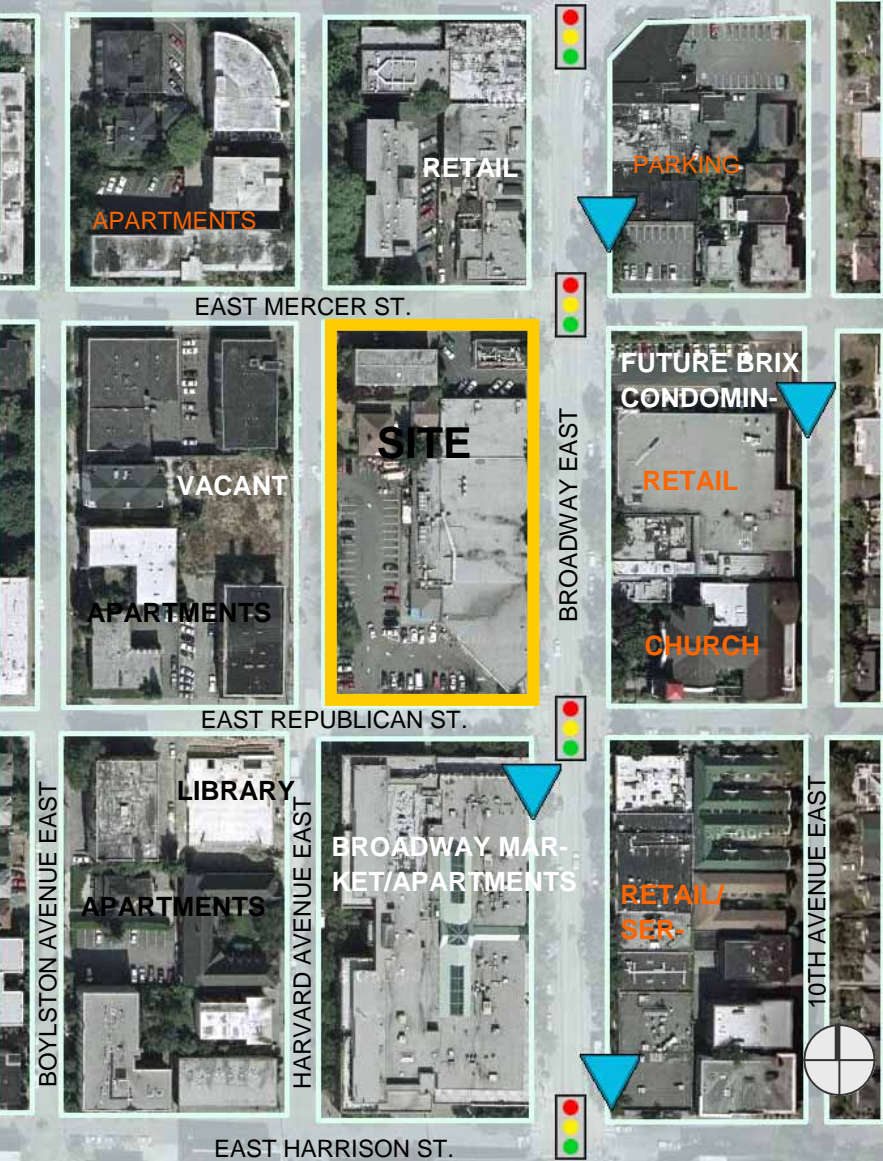 RETAIL
PARKING
APARTMENTS
EAST MERCER ST.
FUTURE BRIX
CONDOMIN-
SITE
RETAIL
VACANT
BROADWAY EAST
APARTMENTS
CHURCH
EAST REPUBLICAN ST.
LIBRARY
BOYLSTON AVENUE EAST
HARVARD AVENUE EAST
BROADWAY MAR-
KET/APARTMENTS
10TH AVENUE EAST
APARTMENTS
RETAIL/
SER-
EAST HARRISON ST.